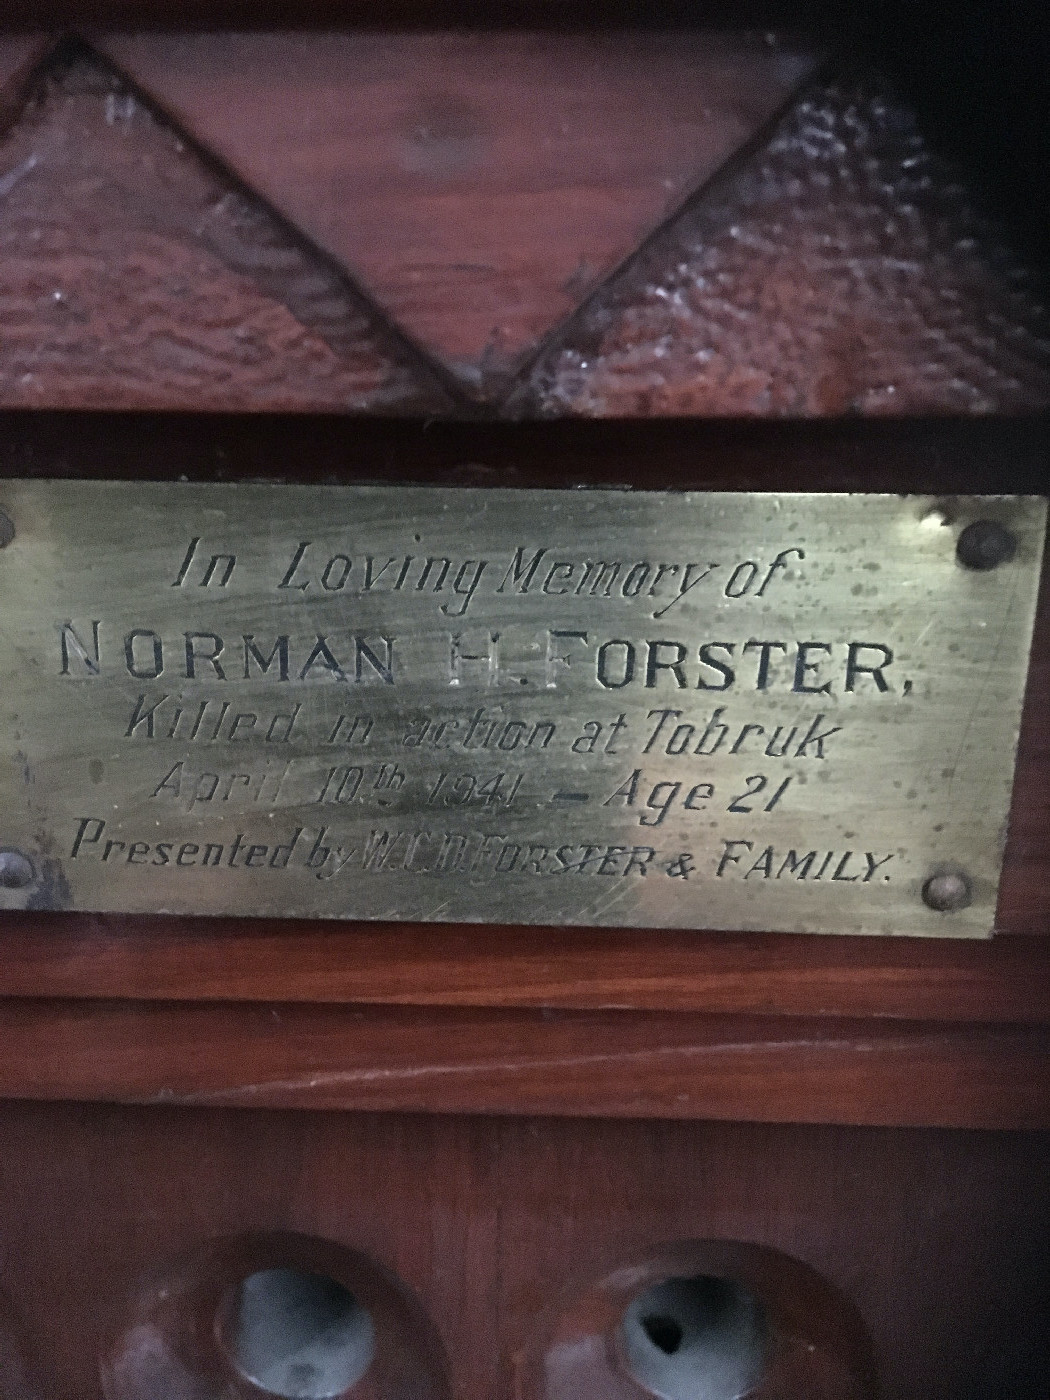 In Loving Memory of
NORMAN H. FORSTER,
Killed in action at Tobruk
April 10th 1941 - Age 21
Presented by W.C.D. FORSTER & FAMILY.